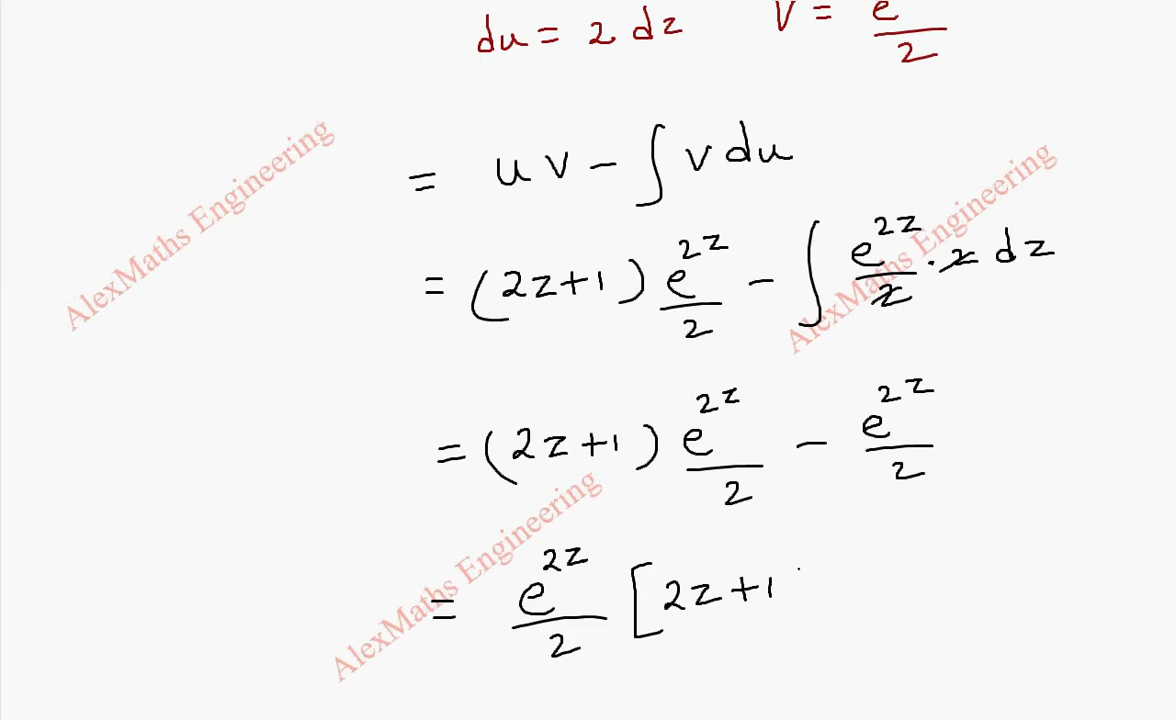 du = 2 dz   v = e/2
= uv - ∫ v du
= (2z+1) e^{2z}/2 - ∫ e^{2z}/2 · 2 dz
= (2z+1) e^{2z}/2 - e^{2z}/2
= e^{2z}/2 [2z+1
AlexMaths Engineering
AlexMaths Engineering
AlexMaths Engineering